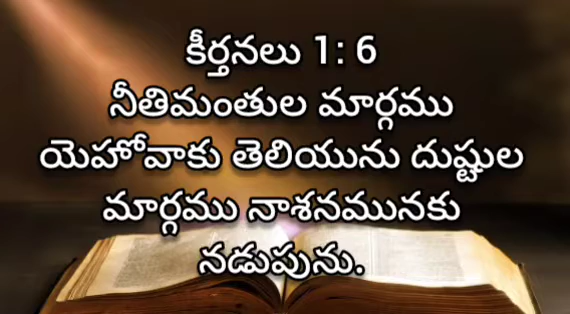 కీర్తనలు 1: 6
నీతిమంతుల మార్గము
యెహోవాకు తెలియును దుష్టుల
మార్గము నాశనమునకు
నడుపును.